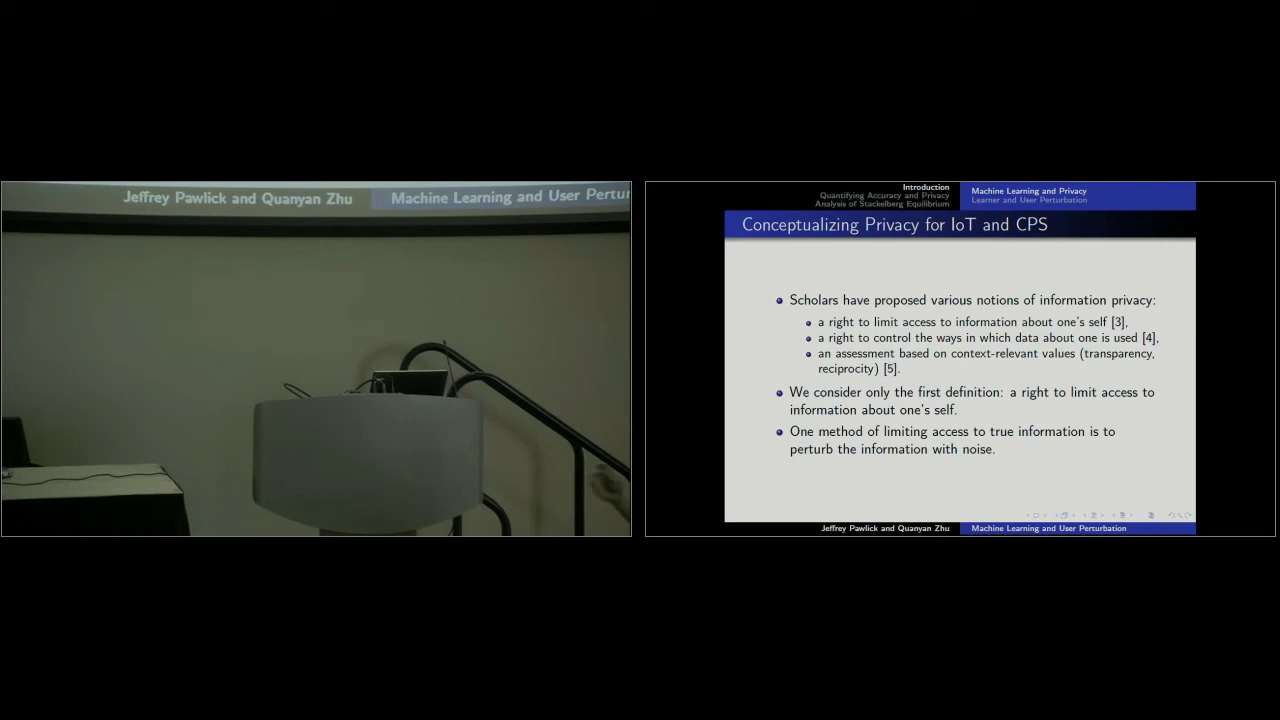 Jeffrey Pawlick and Quanyan Zhu
Machine Learning and User Pertur
Introduction
Quantifying Accuracy and Privacy
Analysis of Stackelberg Equilibrium
Machine Learning and Privacy
Learner and User Perturbation
Conceptualizing Privacy for IoT and CPS
Scholars have proposed various notions of information privacy:
a right to limit access to information about one's self [3],
a right to control the ways in which data about one is used [4],
an assessment based on context-relevant values (transparency,
reciprocity) [5].
We consider only the first definition: a right to limit access to
information about one's self.
One method of limiting access to true information is to
perturb the information with noise.
Jeffrey Pawlick and Quanyan Zhu
Machine Learning and User Perturbation